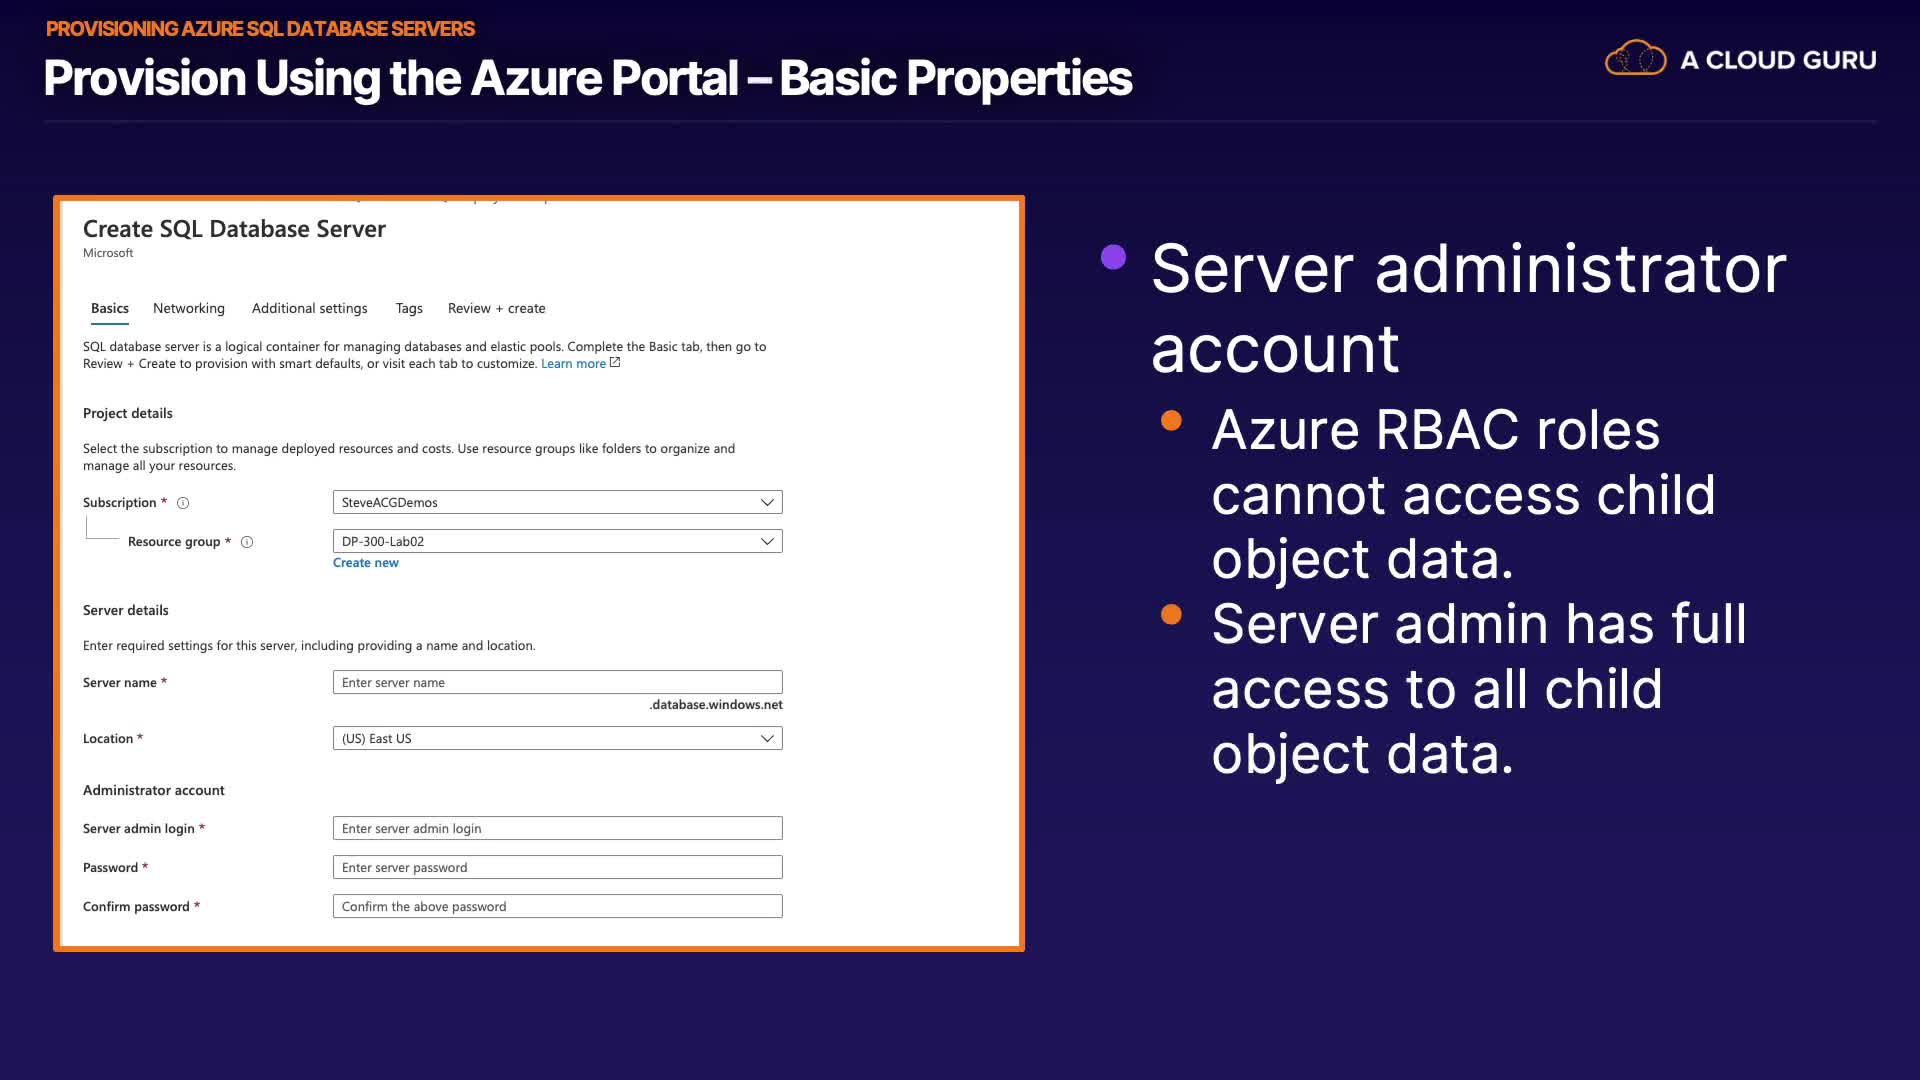 PROVISIONING AZURE SQL DATABASE SERVERS
Provision Using the Azure Portal – Basic Properties
A CLOUD GURU
Create SQL Database Server
Microsoft
Basics Networking Additional settings Tags Review + create
SQL database server is a logical container for managing databases and elastic pools. Complete the Basic tab, then go to
Review + Create to provision with smart defaults, or visit each tab to customize. Learn more
Project details
Select the subscription to manage deployed resources and costs. Use resource groups like folders to organize and
manage all your resources.
Subscription * SteveACGDemos
Resource group * DP-300-Lab02
Create new
Server details
Enter required settings for this server, including providing a name and location.
Server name * Enter server name
.database.windows.net
Location * (US) East US
Administrator account
Server admin login * Enter server admin login
Password * Enter server password
Confirm password * Confirm the above password
Server administrator
account
Azure RBAC roles
cannot access child
object data.
Server admin has full
access to all child
object data.